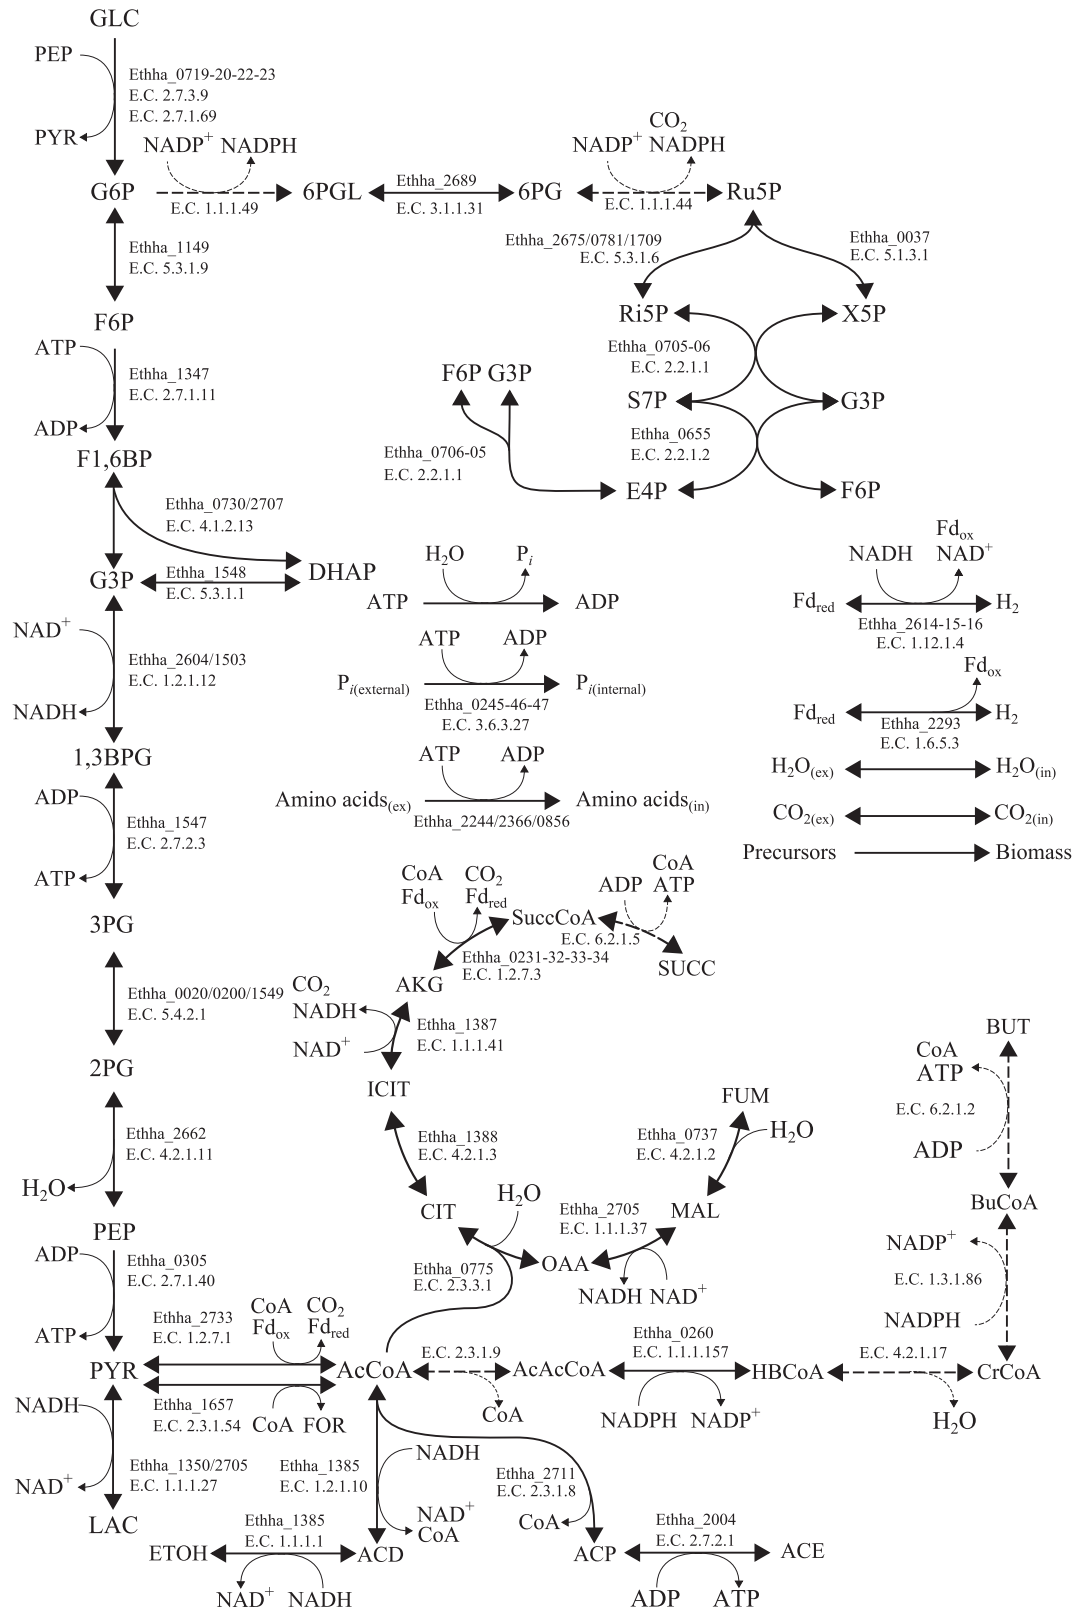 GLC
PEP
Ethha_0719-20-22-23
E.C. 2.7.3.9
E.C. 2.7.1.69
PYR
NADP+ NADPH
CO2
NADP+ NADPH
G6P
E.C. 1.1.1.49
6PGL
Ethha_2689
E.C. 3.1.1.31
6PG
E.C. 1.1.1.44
Ru5P
Ethha_1149
E.C. 5.3.1.9
Ethha_2675/0781/1709
E.C. 5.3.1.6
Ethha_0037
E.C. 5.1.3.1
F6P
Ri5P
X5P
ATP
Ethha_1347
E.C. 2.7.1.11
ADP
Ethha_0705-06
E.C. 2.2.1.1
F6P G3P
S7P
G3P
Ethha_0706-05
E.C. 2.2.1.1
Ethha_0655
E.C. 2.2.1.2
E4P
F6P
F1,6BP
Ethha_0730/2707
E.C. 4.1.2.13
G3P
Ethha_1548
E.C. 5.3.1.1
DHAP
H2O
Pi
ATP
ADP
NADH
Fdox
NAD+
Fdred
H2
Ethha_2614-15-16
E.C. 1.12.1.4
NAD+
Ethha_2604/1503
E.C. 1.2.1.12
NADH
ATP
ADP
Pi(external)
Pi(internal)
Ethha_0245-46-47
E.C. 3.6.3.27
Fdox
Fdred
H2
Ethha_2293
E.C. 1.6.5.3
1,3BPG
ATP
ADP
Amino acids(ex)
Amino acids(in)
Ethha_2244/2366/0856
H2O(ex)
H2O(in)
CO2(ex)
CO2(in)
Precursors
Biomass
ADP
Ethha_1547
E.C. 2.7.2.3
ATP
3PG
CoA
Fdox
CO2
Fdred
SuccCoA
ADP
CoA
ATP
E.C. 6.2.1.5
SUCC
Ethha_0231-32-33-34
E.C. 1.2.7.3
AKG
Ethha_0020/0200/1549
E.C. 5.4.2.1
CO2
NADH
NAD+
Ethha_1387
E.C. 1.1.1.41
2PG
ICIT
FUM
H2O
BUT
CoA
ATP
E.C. 6.2.1.2
ADP
Ethha_2662
E.C. 4.2.1.11
H2O
Ethha_1388
E.C. 4.2.1.3
Ethha_0737
E.C. 4.2.1.2
CIT
H2O
Ethha_2705
E.C. 1.1.1.37
MAL
BuCoA
PEP
ADP
Ethha_0305
E.C. 2.7.1.40
ATP
Ethha_0775
E.C. 2.3.3.1
OAA
NADH NAD+
NADP+
E.C. 1.3.1.86
NADPH
Ethha_2733
E.C. 1.2.7.1
CoA
Fdox
CO2
Fdred
PYR
AcCoA
E.C. 2.3.1.9
CoA
AcAcCoA
Ethha_0260
E.C. 1.1.1.157
NADPH NADP+
HBCoA
E.C. 4.2.1.17
H2O
CrCoA
Ethha_1657
E.C. 2.3.1.54
CoA FOR
NADH
Ethha_1350/2705
E.C. 1.1.1.27
NAD+
LAC
Ethha_1385
E.C. 1.2.1.10
NADH
NAD+
CoA
Ethha_2711
E.C. 2.3.1.8
CoA
ETOH
Ethha_1385
E.C. 1.1.1.1
ACD
NAD+ NADH
ACP
Ethha_2004
E.C. 2.7.2.1
ACE
ADP ATP